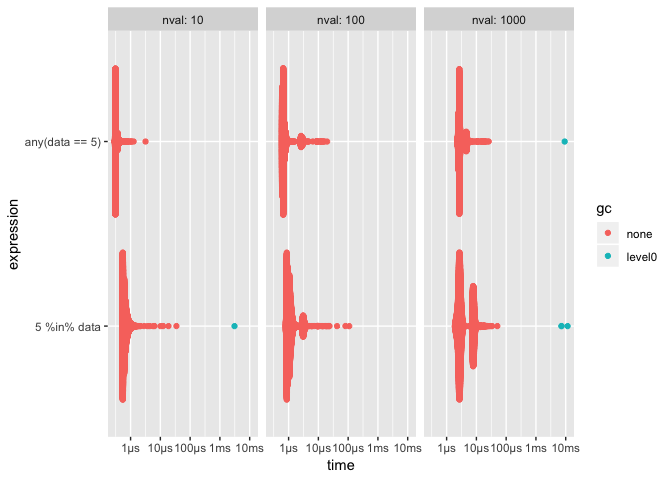 nval: 10
nval: 100
nval: 1000
any(data == 5)
5 %in% data
expression
1µs 10µs 100µs 1ms 10ms
1µs 10µs 100µs 1ms 10ms
1µs 10µs 100µs 1ms 10ms
time
gc
none
level0